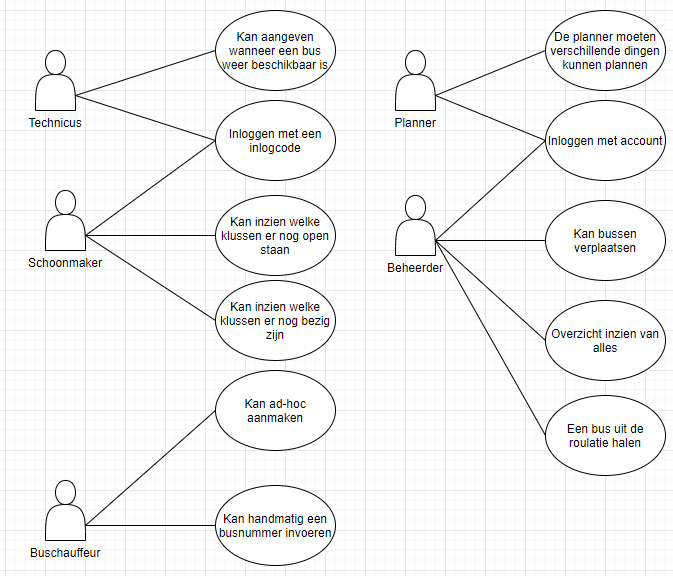 Kan aangeven
wanneer een bus
weer beschikbaar is
Technicus
Inloggen met een
inlogcode
Kan inzien welke
klussen er nog open
staan
Schoonmaker
Kan inzien welke
klussen er nog bezig
zijn
Kan ad-hoc
aanmaken
Kan handmatig een
busnummer invoeren
Buschauffeur
De planner moeten
verschillende dingen
kunnen plannen
Planner
Inloggen met account
Kan bussen
verplaatsen
Beheerder
Overzicht inzien van
alles
Een bus uit de
roulatie halen